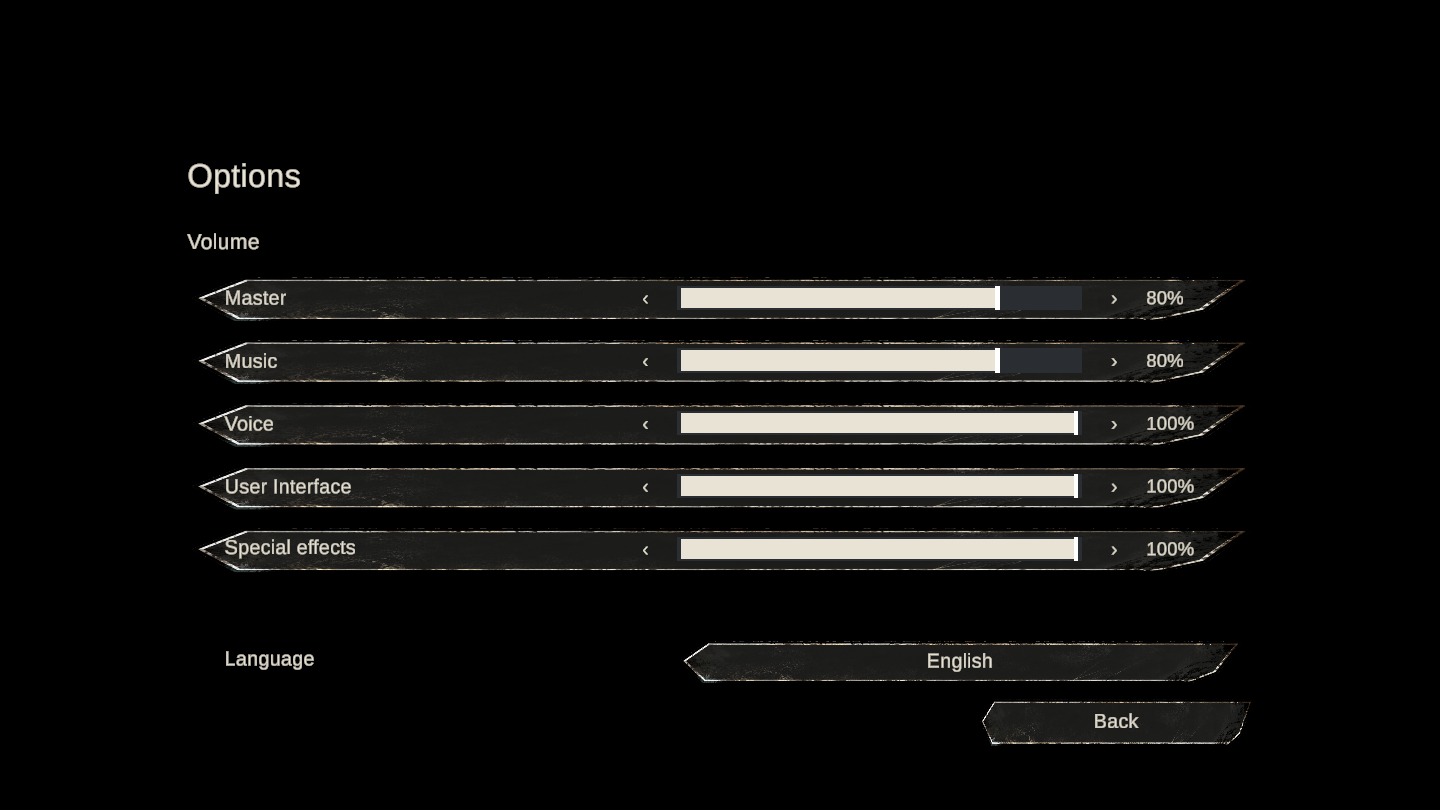 Options
Volume
Master ‹ › 80%
Music ‹ › 80%
Voice ‹ › 100%
User Interface ‹ › 100%
Special effects ‹ › 100%
Language English
Back